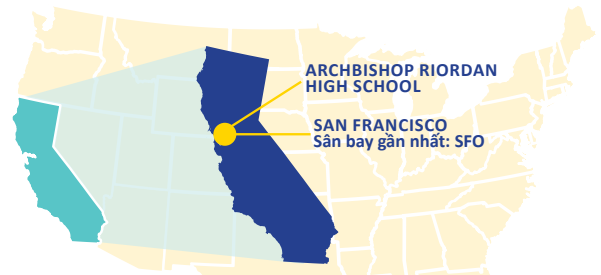 ARCHBISHOP RIORDAN
HIGH SCHOOL
SAN FRANCISCO
Sân bay gần nhất: SFO